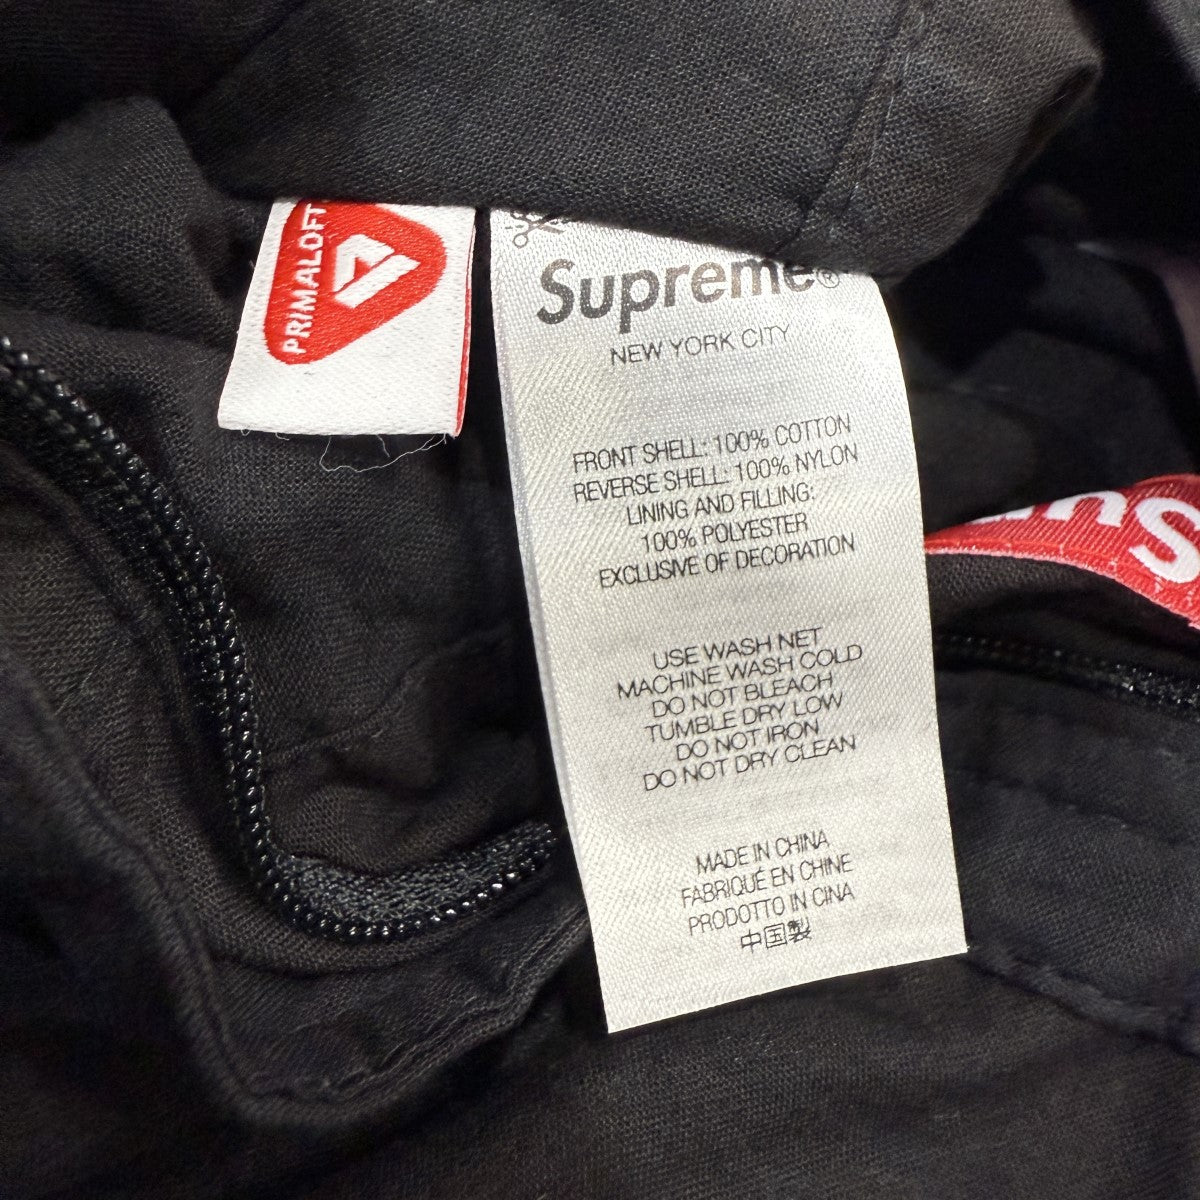 PRIMALOFT
Supreme®
NEW YORK CITY
FRONT SHELL: 100% COTTON
REVERSE SHELL: 100% NYLON
LINING AND FILLING:
100% POLYESTER
EXCLUSIVE OF DECORATION
USE WASH NET
MACHINE WASH COLD
DO NOT BLEACH
TUMBLE DRY LOW
DO NOT IRON
DO NOT DRY CLEAN
MADE IN CHINA
FABRIQUÉ EN CHINE
PRODOTTO IN CINA
中国製
Su